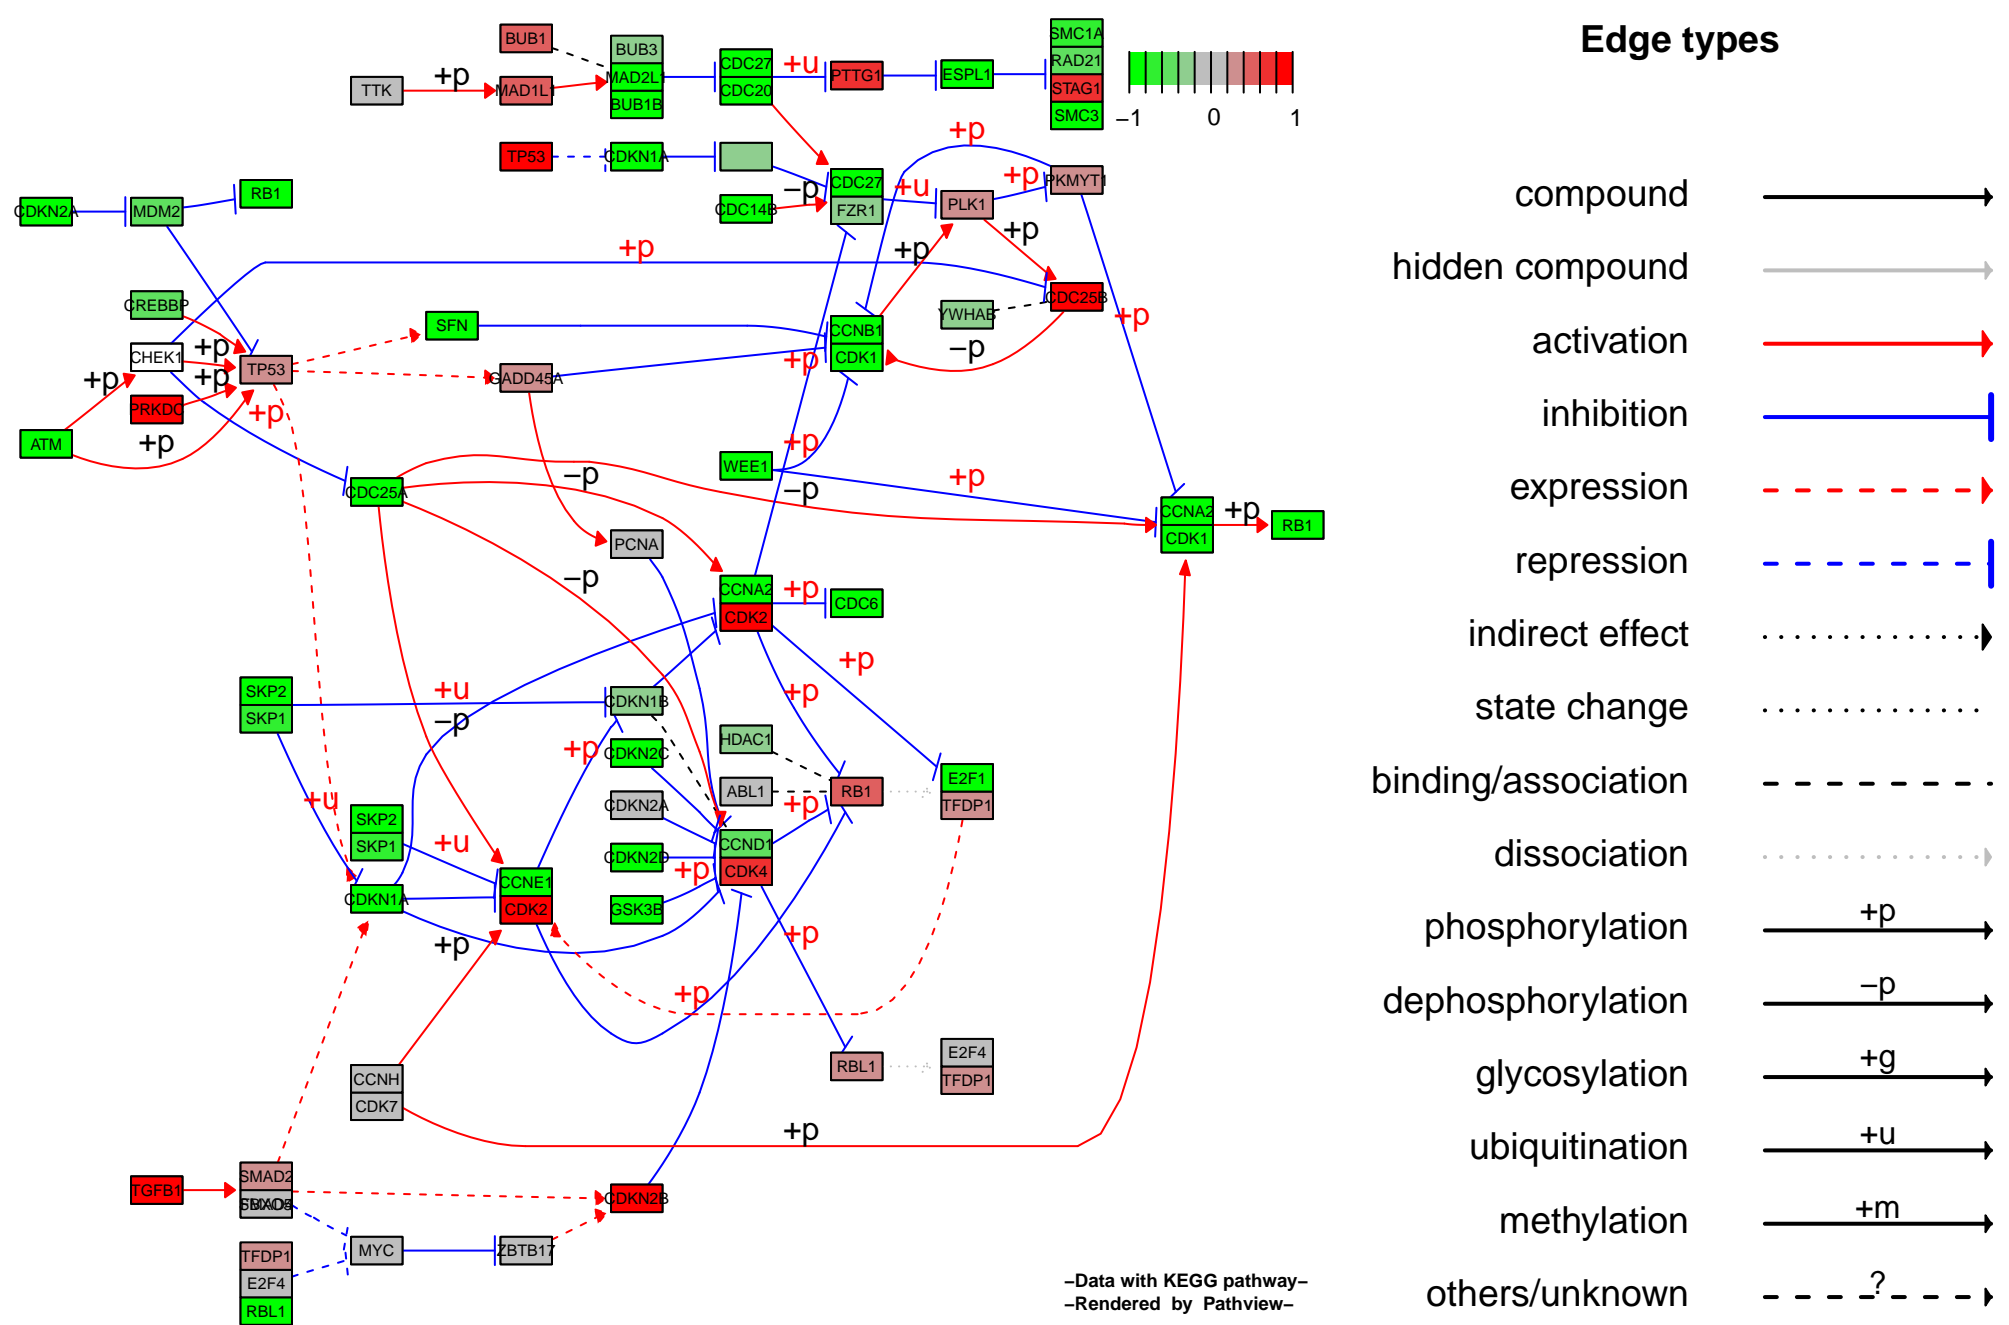 BUB1
BUB3
MAD2L1
BUB1B
CDC27
CDC20
+u
PTTG1
ESPL1
SMC1A
RAD21
STAG1
SMC3
−1
0
1
TTK
+p
MAD1L1
TP53
CDKN1A
+p
CDKN2A
MDM2
RB1
CDC14B
−p
CDC27
FZR1
+u
PLK1
+p
PKMYT1
+p
+p
+p
CREBBP
CHEK1
+p
+p
PRKDC
TP53
+p
ATM
+p
+p
SFN
GADD45A
CCNB1
CDK1
+p
−p
YWHAB
CDC25B
+p
CDC25A
−p
WEE1
+p
−p
+p
CCNA2
CDK1
+p
RB1
PCNA
−p
CCNA2
CDK2
+p
CDC6
+p
+p
SKP2
SKP1
+u
−p
CDKN1B
+p
CDKN2C
HDAC1
CDKN2A
ABL1
+p
RB1
E2F1
TFDP1
+u
SKP2
SKP1
+u
CDKN2D
+p
CCND1
CDK4
CDKN1A
CCNE1
CDK2
GSK3B
+p
+p
+p
RBL1
E2F4
TFDP1
CCNH
CDK7
+p
TGFB1
SMAD2
CDKN2B
MYC
ZBTB17
TFDP1
E2F4
RBL1
−Data with KEGG pathway−
−Rendered by Pathview−
Edge types
compound
hidden compound
activation
inhibition
expression
repression
indirect effect
state change
binding/association
dissociation
phosphorylation +p
dephosphorylation −p
glycosylation +g
ubiquitination +u
methylation +m
others/unknown ?